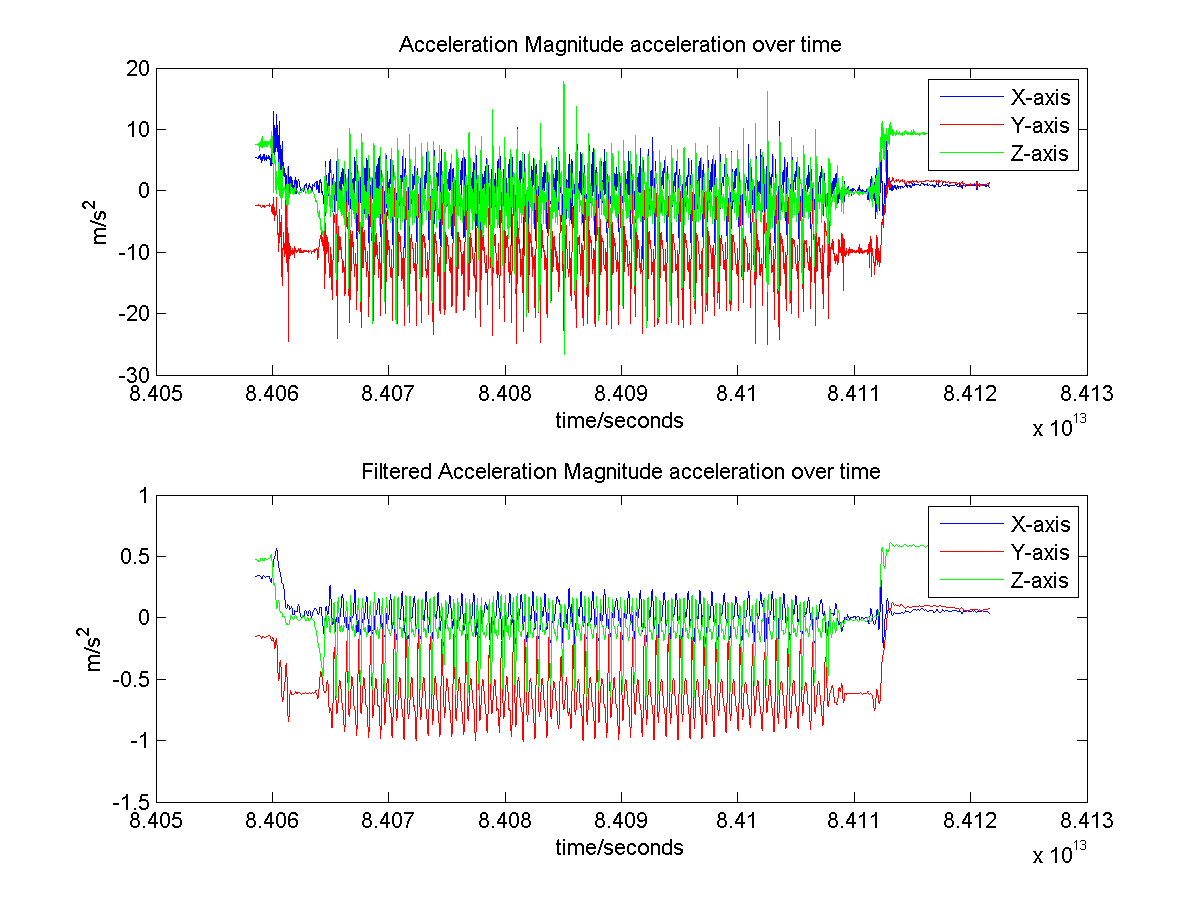 Acceleration Magnitude acceleration over time
20
10
0
-10
-20
-30
m/s2
X-axis
Y-axis
Z-axis
8.405 8.406 8.407 8.408 8.409 8.41 8.411 8.412 8.413
time/seconds
x 10^13
Filtered Acceleration Magnitude acceleration over time
1
0.5
0
-0.5
-1
-1.5
m/s2
X-axis
Y-axis
Z-axis
8.405 8.406 8.407 8.408 8.409 8.41 8.411 8.412 8.413
time/seconds
x 10^13